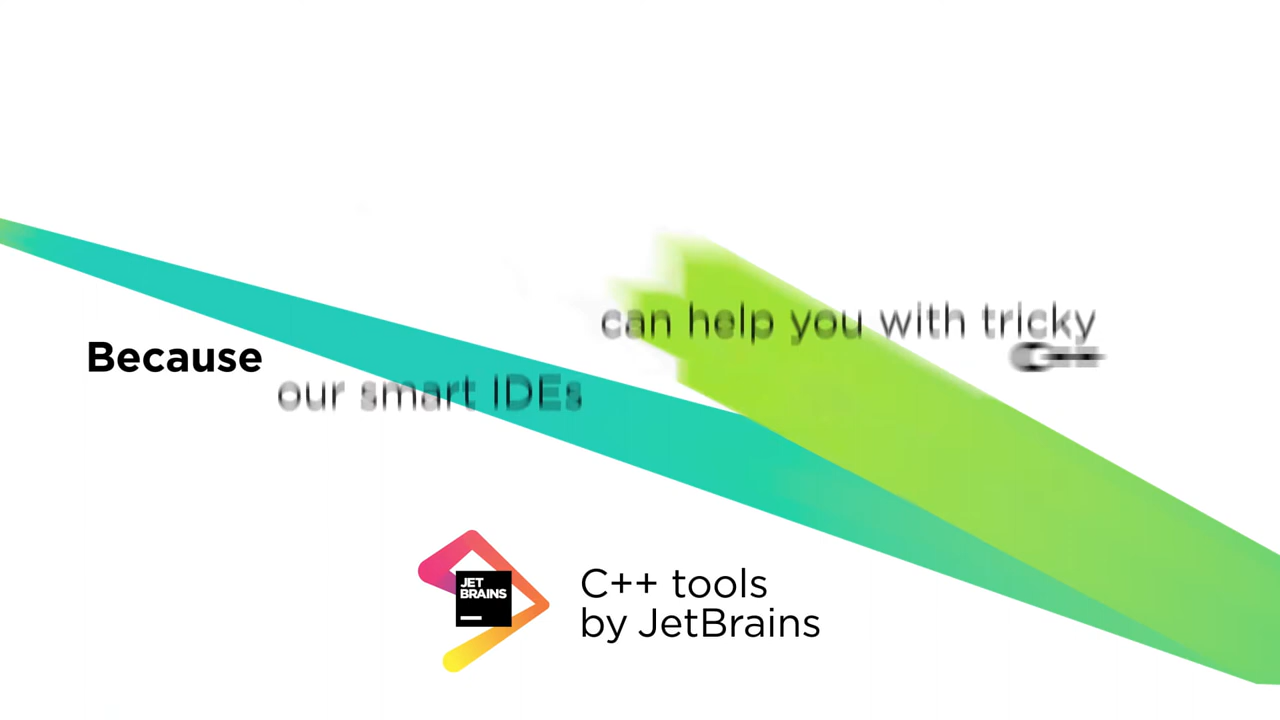 Because our smart IDEs can help you with tricky C++
JET
BRAINS
C++ tools
by JetBrains